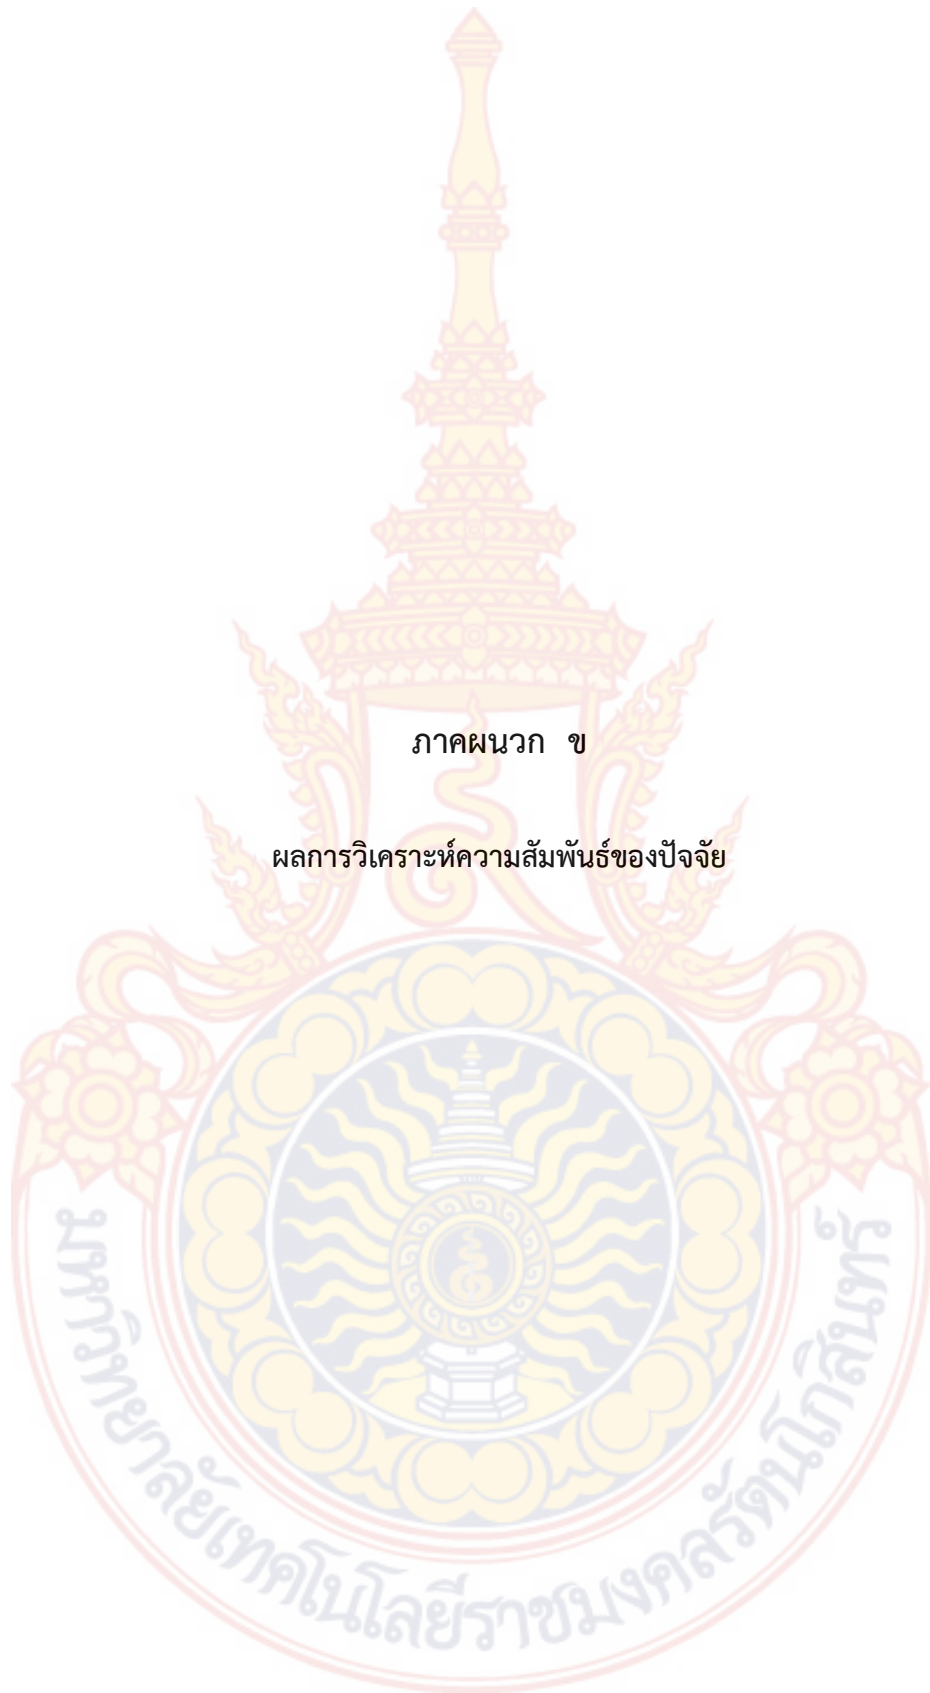 ภาคผนวก ข
ผลการวิเคราะห์ความสัมพันธ์ของปัจจัย
มหาวิทยาลัยเทคโนโลยีราชมงคลรัตนโกสินทร์